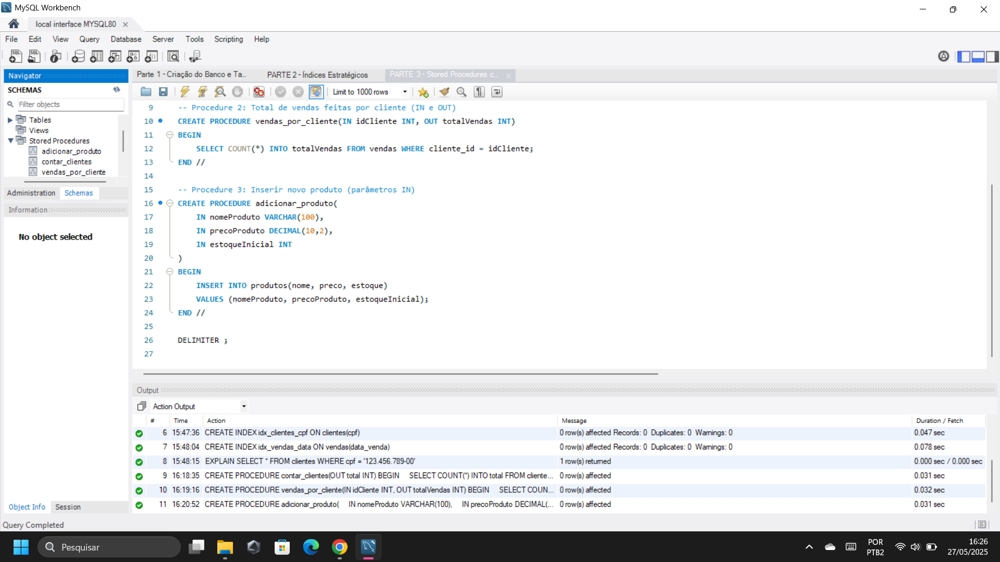 MySQL Workbench
local interface MYSQL80
File Edit View Query Database Server Tools Scripting Help
Navigator
SCHEMAS
Filter objects
Tables
Views
Stored Procedures
adicionar_produto
contar_clientes
vendas_por_cliente
Administration Schemas
Information
No object selected
Object Info Session
Parte 1 - Criação do Banco e Ta... PARTE 2 - Índices Estratégicos PARTE 3 - Stored Procedures c...
Limit to 1000 rows
9 -- Procedure 2: Total de vendas feitas por cliente (IN e OUT)
10 CREATE PROCEDURE vendas_por_cliente(IN idCliente INT, OUT totalVendas INT)
11 BEGIN
12 SELECT COUNT(*) INTO totalVendas FROM vendas WHERE cliente_id = idCliente;
13 END //
14
15 -- Procedure 3: Inserir novo produto (parâmetros IN)
16 CREATE PROCEDURE adicionar_produto(
17 IN nomeProduto VARCHAR(100),
18 IN precoProduto DECIMAL(10,2),
19 IN estoqueInicial INT
20 )
21 BEGIN
22 INSERT INTO produtos(nome, preco, estoque)
23 VALUES (nomeProduto, precoProduto, estoqueInicial);
24 END //
25
26 DELIMITER ;
27
Output
Action Output
# Time Action Message Duration / Fetch
6 15:47:36 CREATE INDEX idx_clientes_cpf ON clientes(cpf) 0 row(s) affected Records: 0 Duplicates: 0 Warnings: 0 0.047 sec
7 15:48:04 CREATE INDEX idx_vendas_data ON vendas(data_venda) 0 row(s) affected Records: 0 Duplicates: 0 Warnings: 0 0.078 sec
8 15:48:15 EXPLAIN SELECT * FROM clientes WHERE cpf = '123.456.789-00' 1 row(s) returned 0.000 sec / 0.000 sec
9 16:18:35 CREATE PROCEDURE contar_clientes(OUT total INT) BEGIN SELECT COUNT(*) INTO total FROM cliente... 0 row(s) affected 0.031 sec
10 16:19:16 CREATE PROCEDURE vendas_por_cliente(IN idCliente INT, OUT totalVendas INT) BEGIN SELECT COUN... 0 row(s) affected 0.032 sec
11 16:20:52 CREATE PROCEDURE adicionar_produto( IN nomeProduto VARCHAR(100), IN precoProduto DECIMAL(... 0 row(s) affected 0.031 sec
Query Completed
Pesquisar
POR
PTB2
16:26
27/05/2025